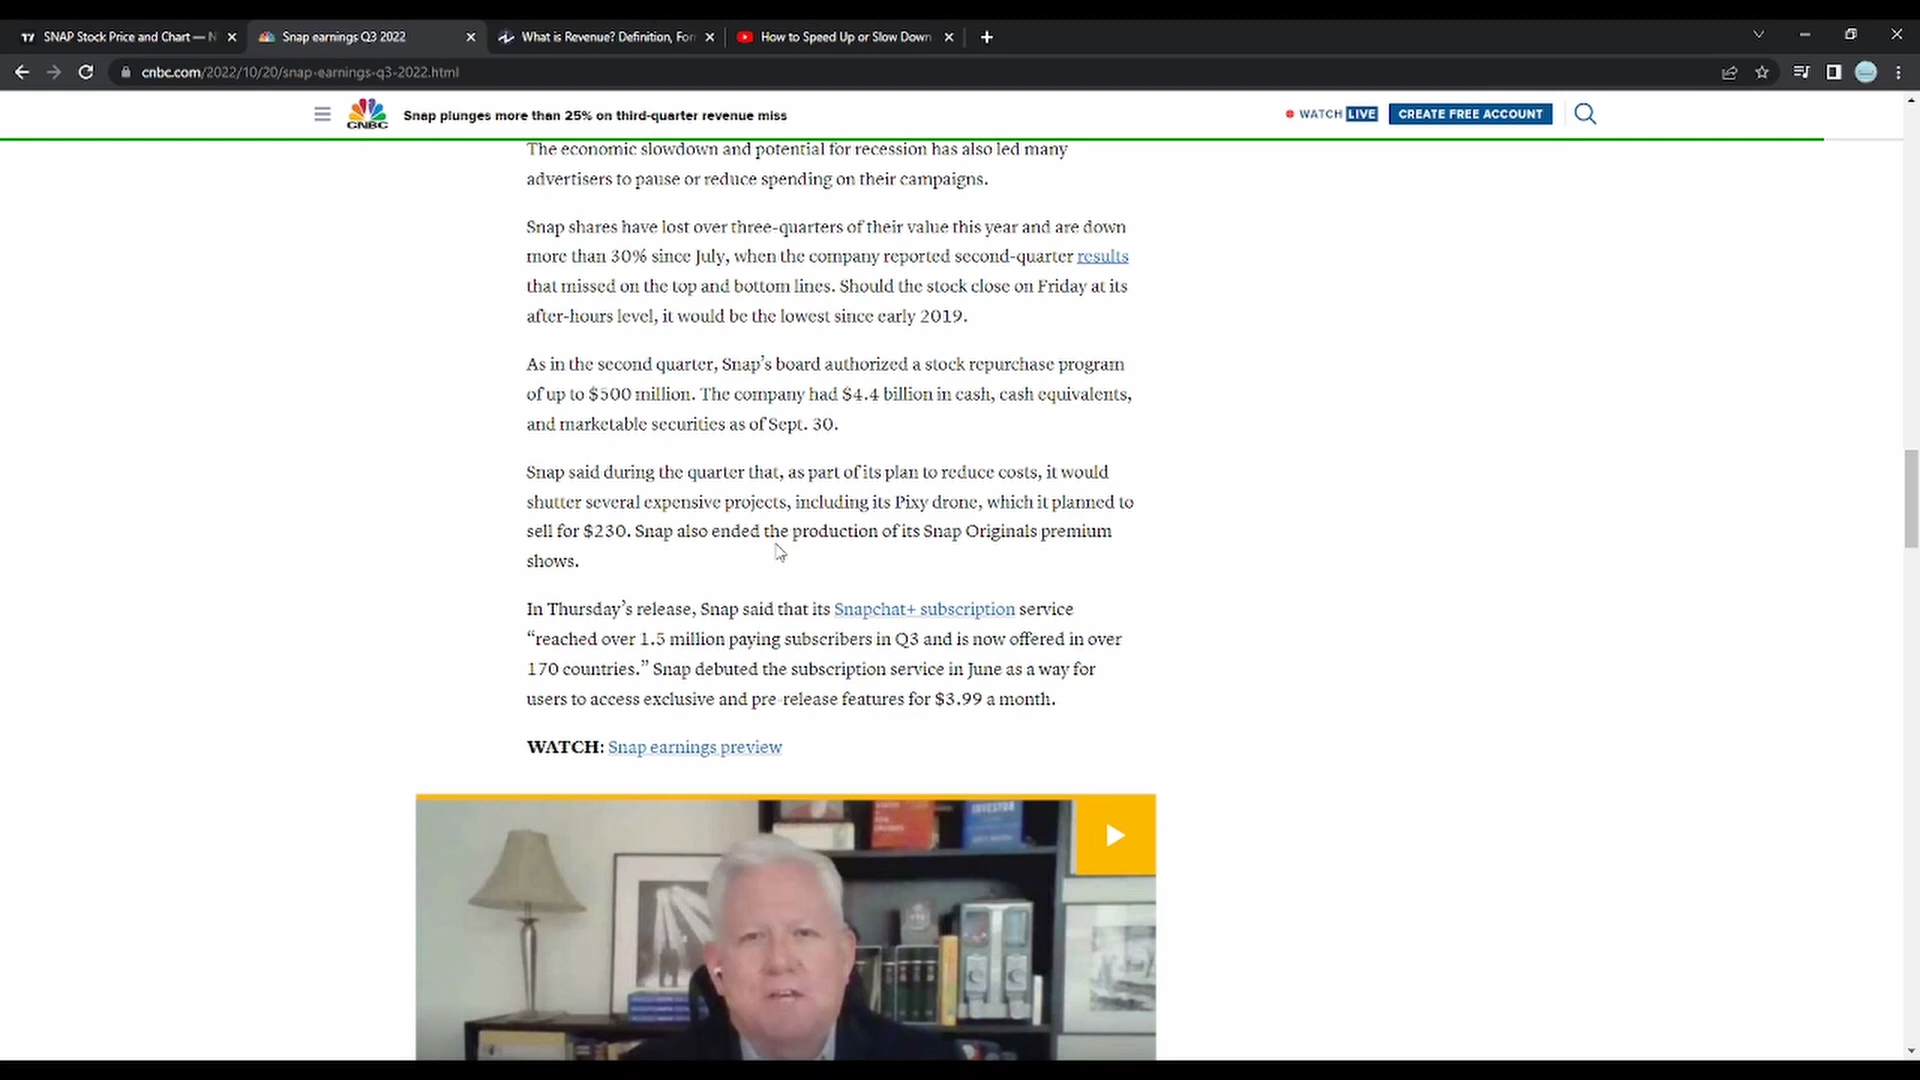 SNAP Stock Price and Chart — N
Snap earnings Q3 2022
What is Revenue? Definition, For
How to Speed Up or Slow Down
cnbc.com/2022/10/20/snap-earnings-q3-2022.html
CNBC
Snap plunges more than 25% on third-quarter revenue miss
WATCH LIVE
CREATE FREE ACCOUNT
The economic slowdown and potential for recession has also led many
advertisers to pause or reduce spending on their campaigns.
Snap shares have lost over three-quarters of their value this year and are down
more than 30% since July, when the company reported second-quarter results
that missed on the top and bottom lines. Should the stock close on Friday at its
after-hours level, it would be the lowest since early 2019.
As in the second quarter, Snap’s board authorized a stock repurchase program
of up to $500 million. The company had $4.4 billion in cash, cash equivalents,
and marketable securities as of Sept. 30.
Snap said during the quarter that, as part of its plan to reduce costs, it would
shutter several expensive projects, including its Pixy drone, which it planned to
sell for $230. Snap also ended the production of its Snap Originals premium
shows.
In Thursday’s release, Snap said that its Snapchat+ subscription service
“reached over 1.5 million paying subscribers in Q3 and is now offered in over
170 countries.” Snap debuted the subscription service in June as a way for
users to access exclusive and pre-release features for $3.99 a month.
WATCH: Snap earnings preview
INVESTOR